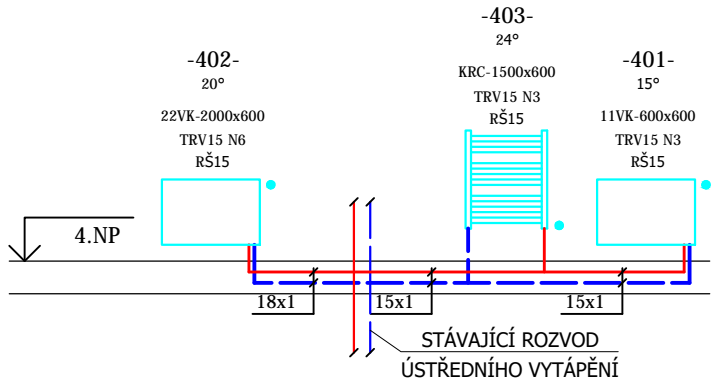 -403-
24°
KRC-1500x600
TRV15 N3
RŠ15
-402-
20°
22VK-2000x600
TRV15 N6
RŠ15
-401-
15°
11VK-600x600
TRV15 N3
RŠ15
4.NP
18x1
15x1
15x1
STÁVAJÍCÍ ROZVOD
ÚSTŘEDNÍHO VYTÁPĚNÍ